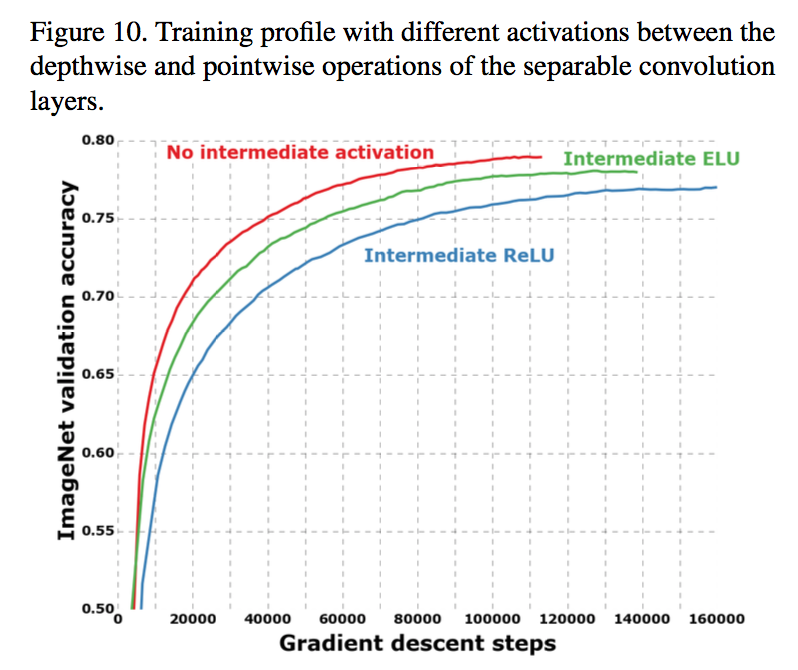 Figure 10. Training profile with different activations between the
depthwise and pointwise operations of the separable convolution
layers.
0.80
No intermediate activation
Intermediate ELU
0.75
Intermediate ReLU
0.70
0.65
0.60
0.55
0.50
ImageNet validation accuracy
0 20000 40000 60000 80000 100000 120000 140000 160000
Gradient descent steps